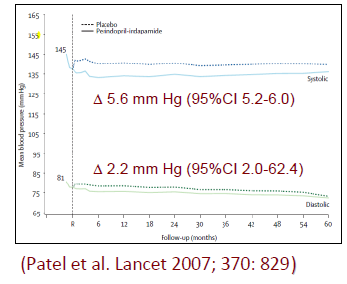 165
155
145
135
125
115
105
95
85
75
65
Mean blood pressure (mm Hg)
Placebo
Periodopril-indapamide
145
Systolic
Δ 5.6 mm Hg (95%CI 5.2-6.0)
Δ 2.2 mm Hg (95%CI 2.0-62.4)
81
Diastolic
R 6 12 18 24 30 36 42 48 54 60
Follow-up (months)
(Patel et al. Lancet 2007; 370: 829)